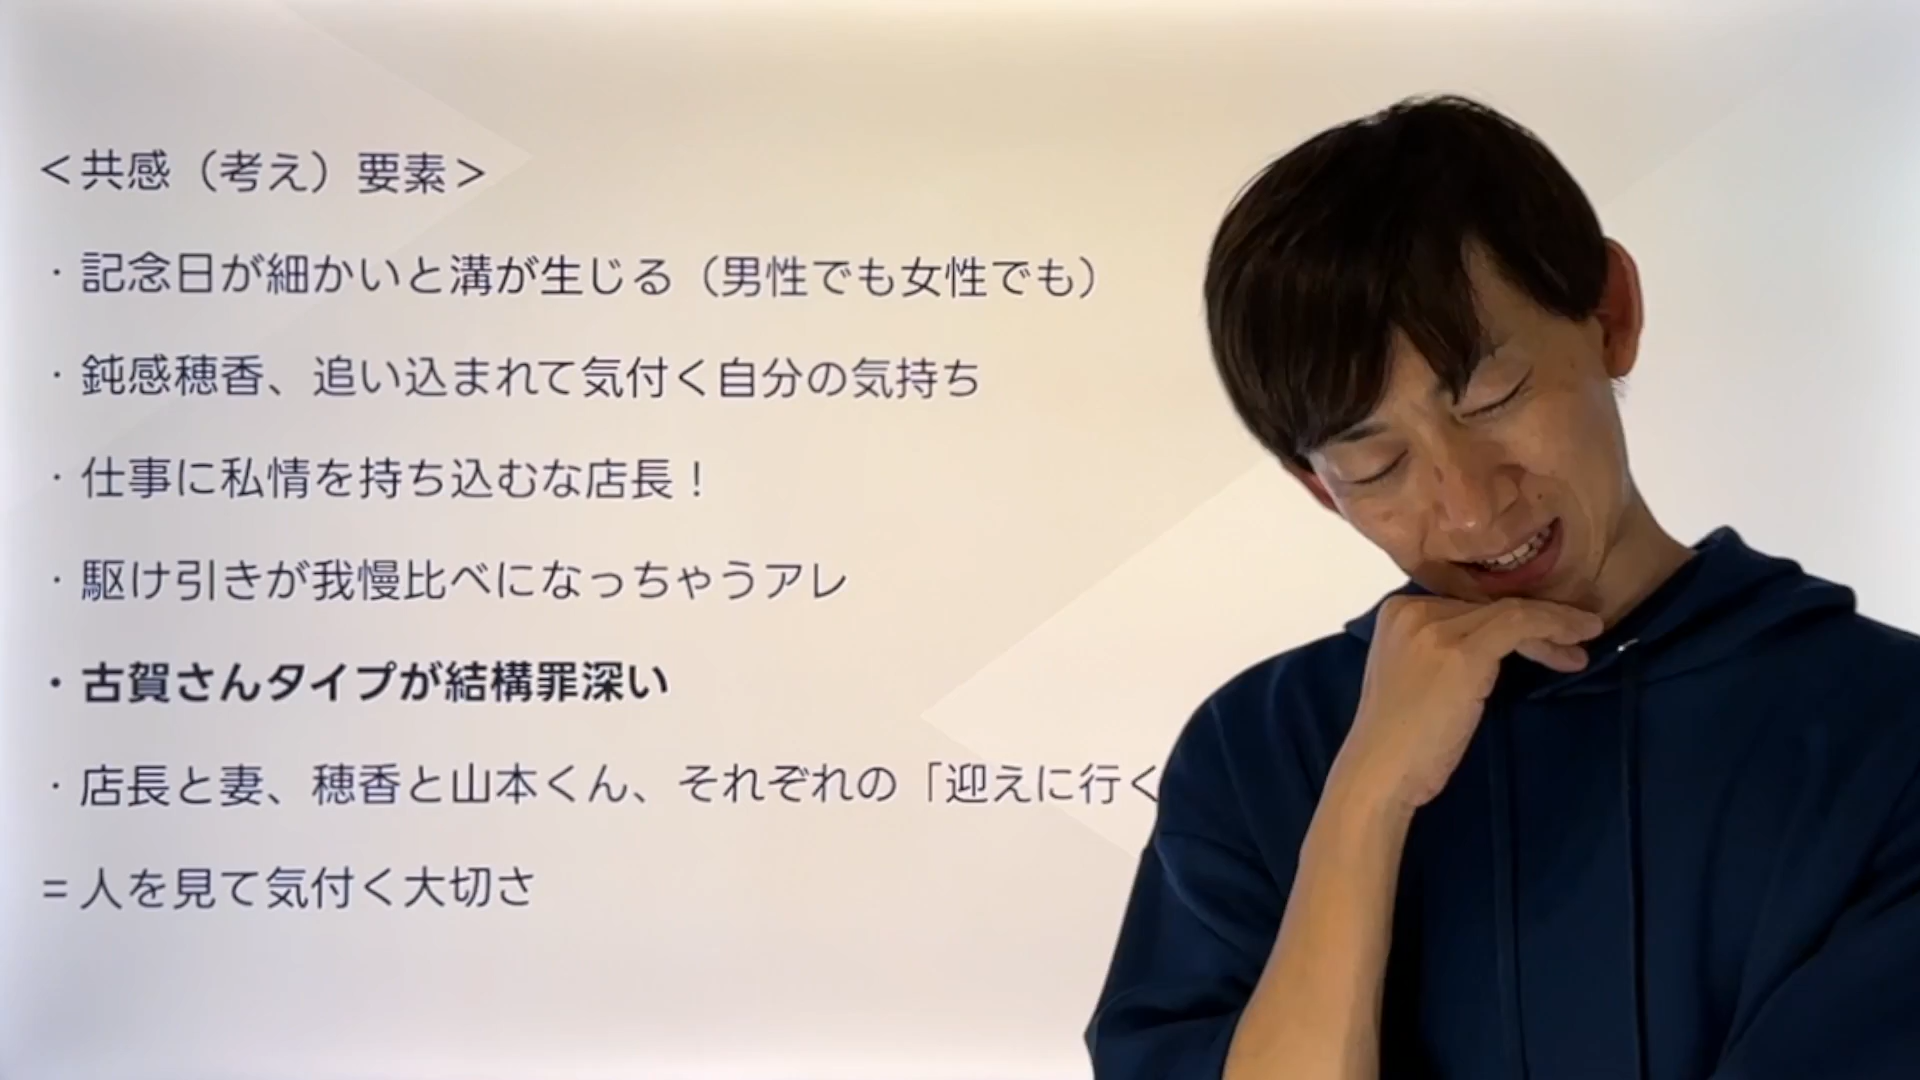 ＜共感（考え）要素＞
・記念日が細かいと溝が生じる（男性でも女性でも）
・鈍感穂香、追い込まれて気付く自分の気持ち
・仕事に私情を持ち込むな店長！
・駆け引きが我慢比べになっちゃうアレ
・古賀さんタイプが結構罪深い
・店長と妻、穂香と山本くん、それぞれの「迎えに行く
＝人を見て気付く大切さ